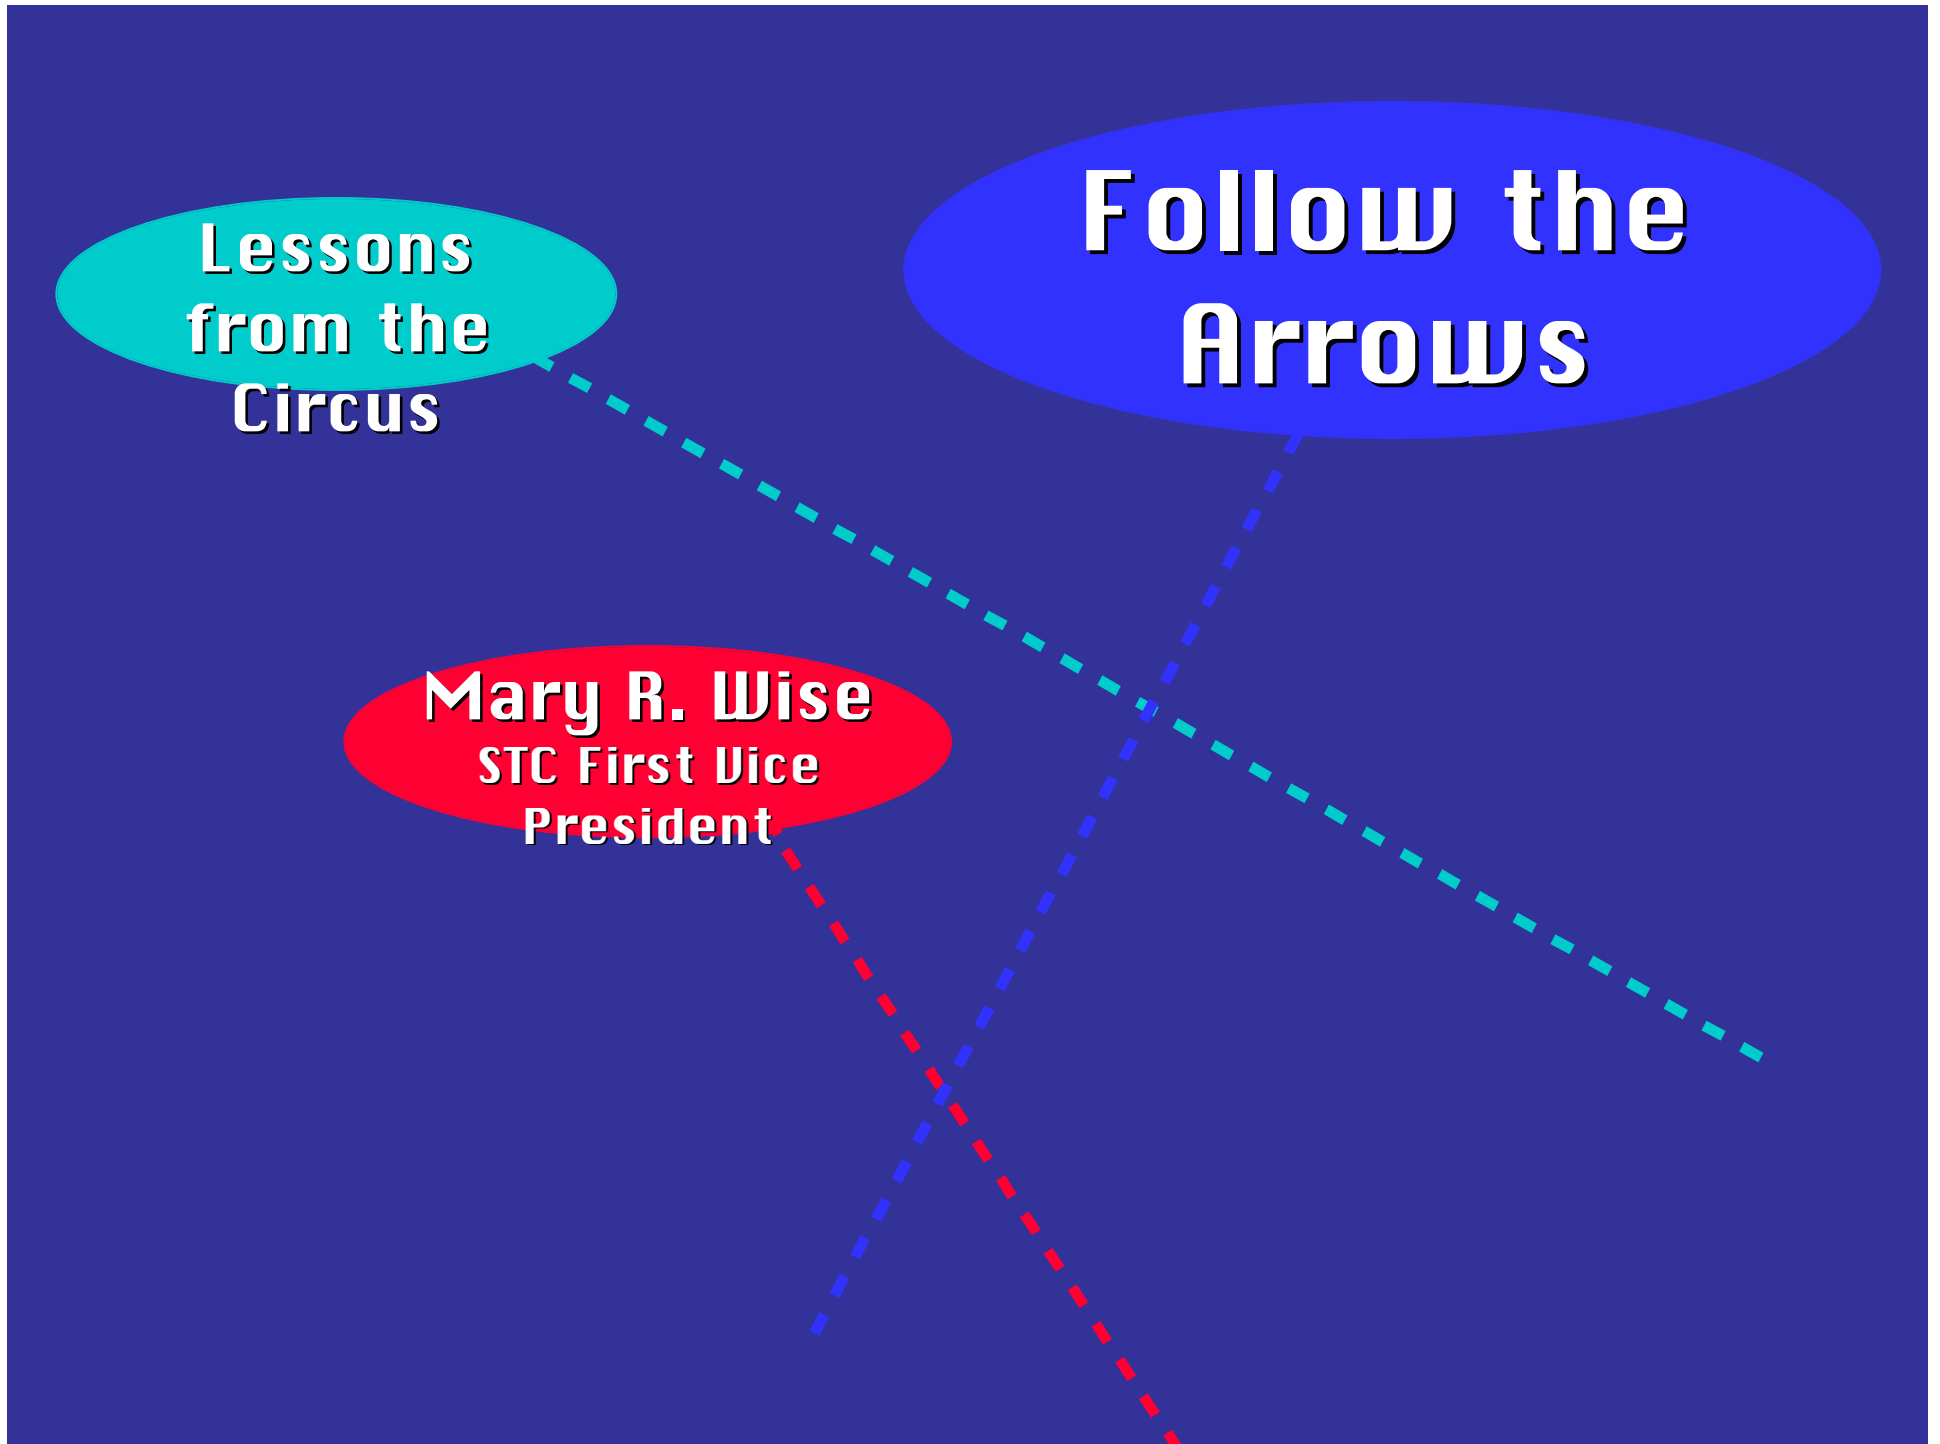 Follow the
Arrows
Lessons
from the
Circus
Mary R. Wise
STC First Vice
President